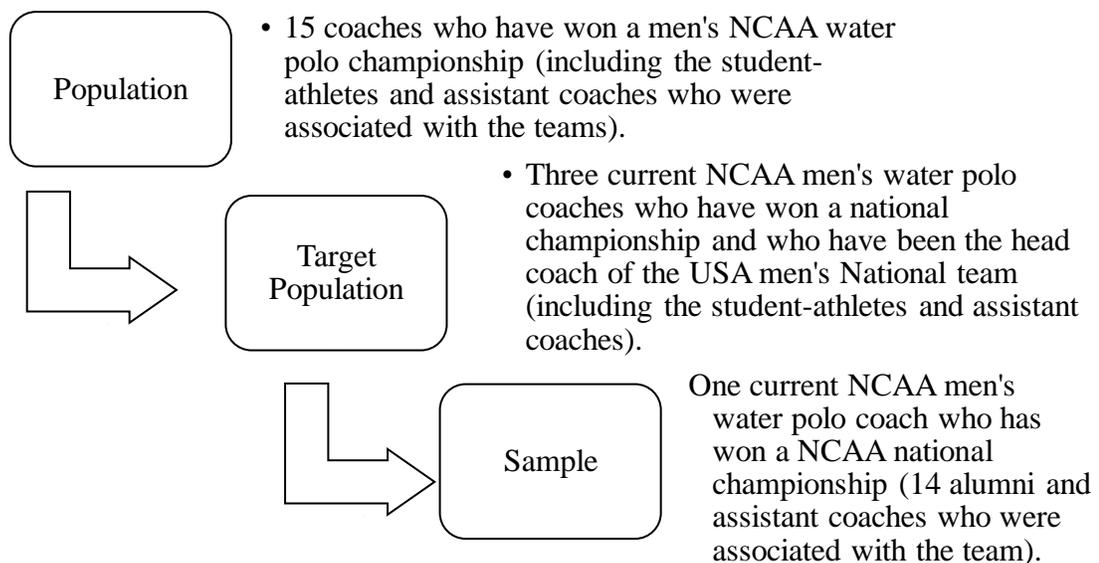 Population
• 15 coaches who have won a men's NCAA water
polo championship (including the student-
athletes and assistant coaches who were
associated with the teams).
Target
Population
• Three current NCAA men's water polo
coaches who have won a national
championship and who have been the head
coach of the USA men's National team
(including the student-athletes and assistant
coaches).
Sample
One current NCAA men's
water polo coach who has
won a NCAA national
championship (14 alumni and
assistant coaches who were
associated with the team).